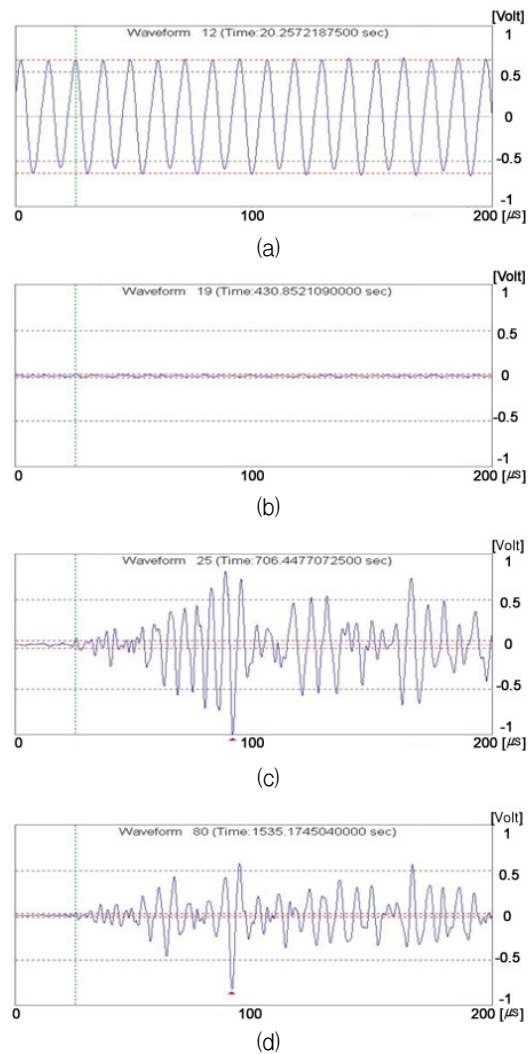 [Volt]
Waveform 12 (Time:20.2572187500 sec)
1
0.5
0
-0.5
-1
0 100 200 [㎲]
(a)
[Volt]
Waveform 19 (Time:430.8521090000 sec)
1
0.5
0
-0.5
-1
0 100 200 [㎲]
(b)
[Volt]
Waveform 25 (Time:706.4477072500 sec)
1
0.5
0
-0.5
-1
0 100 200 [㎲]
(c)
[Volt]
Waveform 80 (Time:1535.1745040000 sec)
1
0.5
0
-0.5
-1
0 100 200 [㎲]
(d)